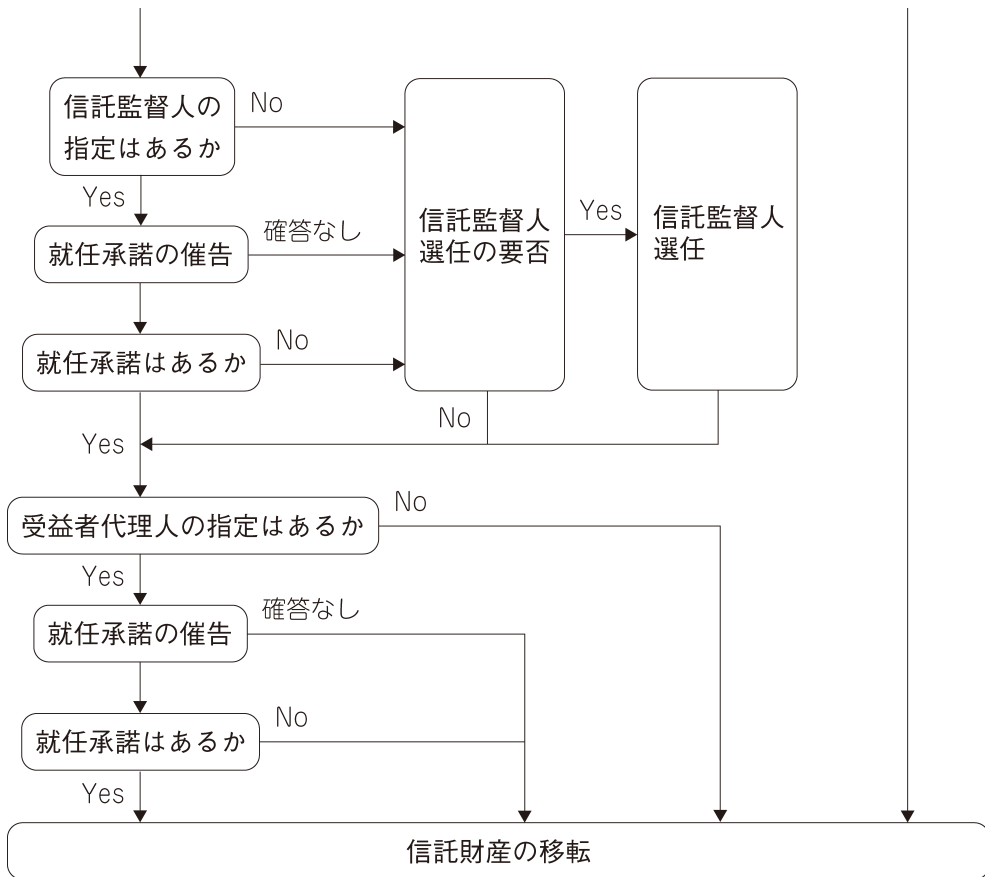 信託監督人の
指定はあるか
No
Yes
就任承諾の催告
確答なし
就任承諾はあるか
No
信託監督人
選任の要否
Yes
信託監督人
選任
No
Yes
受益者代理人の指定はあるか
No
Yes
就任承諾の催告
確答なし
就任承諾はあるか
No
Yes
信託財産の移転